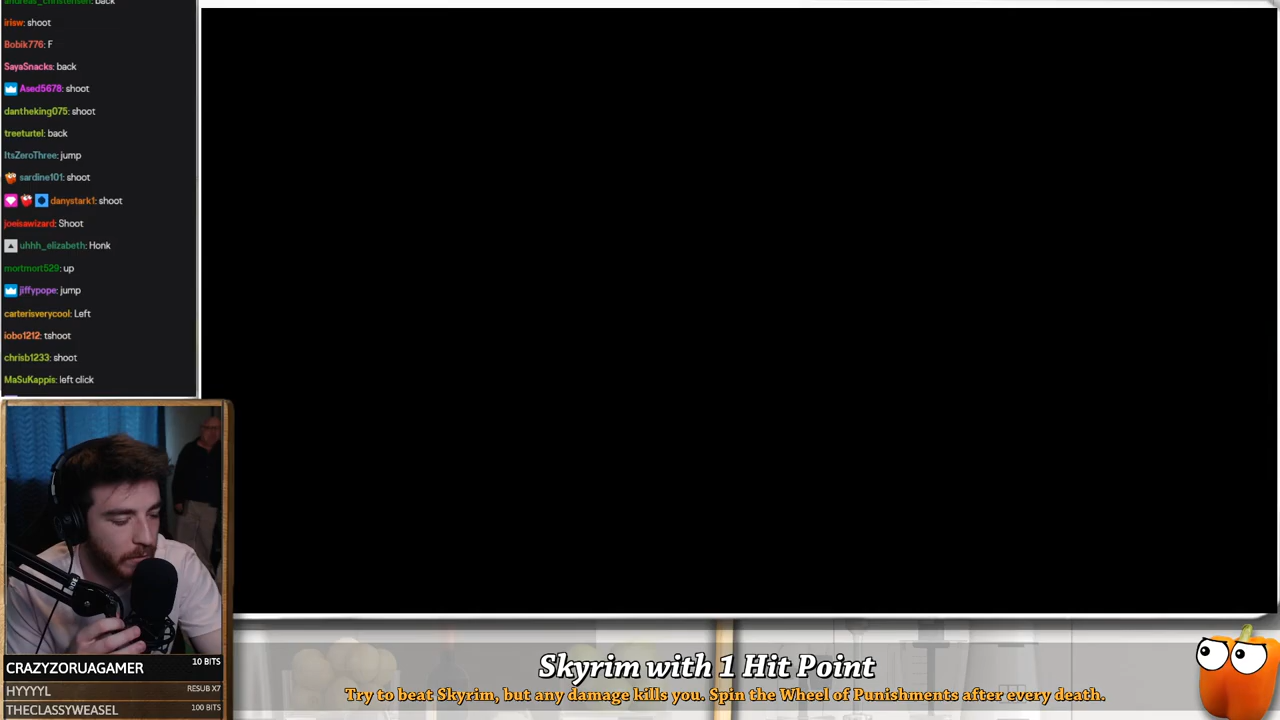 andreas_christensen: back
irisw: shoot
Bobik776: F
SayaSnacks: back
Ased5678: shoot
dantheking075: shoot
treeturtel: back
ItsZeroThree: jump
sardine101: shoot
danystark1: shoot
joeisawizard: Shoot
uhhh_elizabeth: Honk
mortmort529: up
jiffypope: jump
carterisverycool: Left
iobo1212: tshoot
chrisb1233: shoot
MaSuKappis: left click
CRAZYZORUAGAMER 10 BITS
HYYYYL RESUB X7
THECLASSYWEASEL 100 BITS
Skyrim with 1 Hit Point
Try to beat Skyrim, but any damage kills you. Spin the Wheel of Punishments after every death.